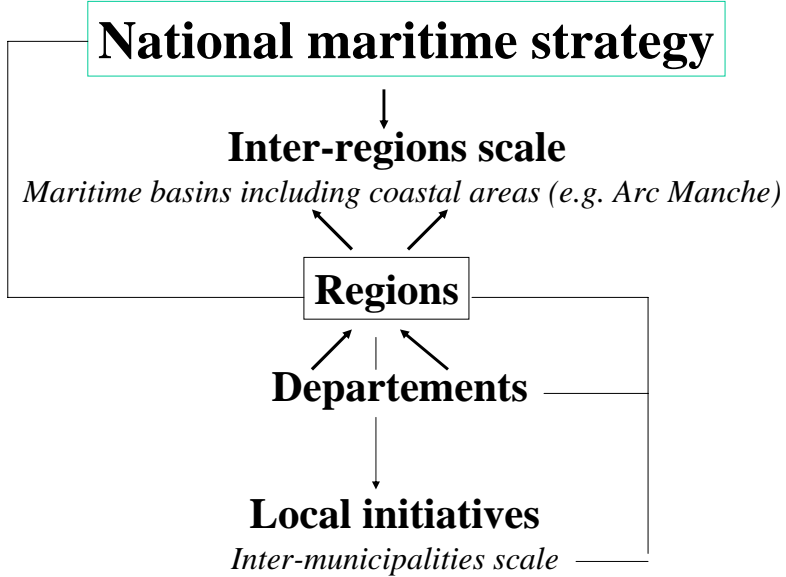 National maritime strategy
Inter-regions scale
Maritime basins including coastal areas (e.g. Arc Manche)
Regions
Departements
Local initiatives
Inter-municipalities scale